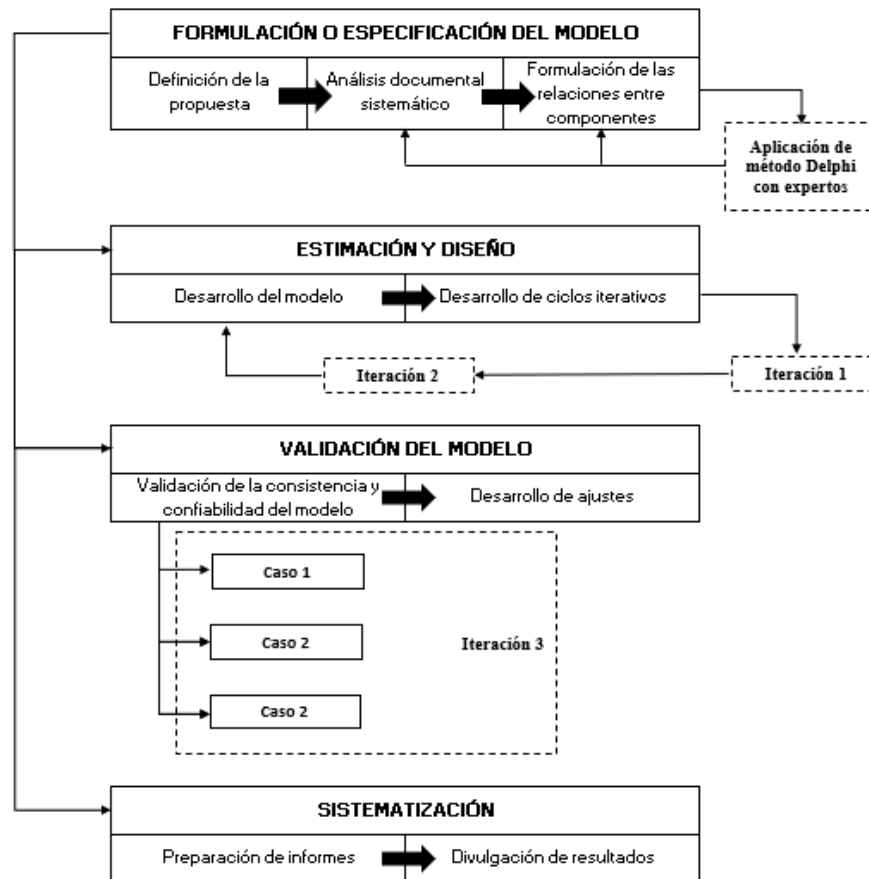 FORMULACIÓN O ESPECIFICACIÓN DEL MODELO
Definición de la
propuesta
Análisis documental
sistemático
Formulación de las
relaciones entre
componentes
Aplicación de
método Delphi
con expertos
ESTIMACIÓN Y DISEÑO
Desarrollo del modelo
Desarrollo de ciclos iterativos
Iteración 2
Iteración 1
VALIDACIÓN DEL MODELO
Validación de la consistencia y
confiabilidad del modelo
Desarrollo de ajustes
Caso 1
Caso 2
Iteración 3
Caso 2
SISTEMATIZACIÓN
Preparación de informes
Divulgación de resultados